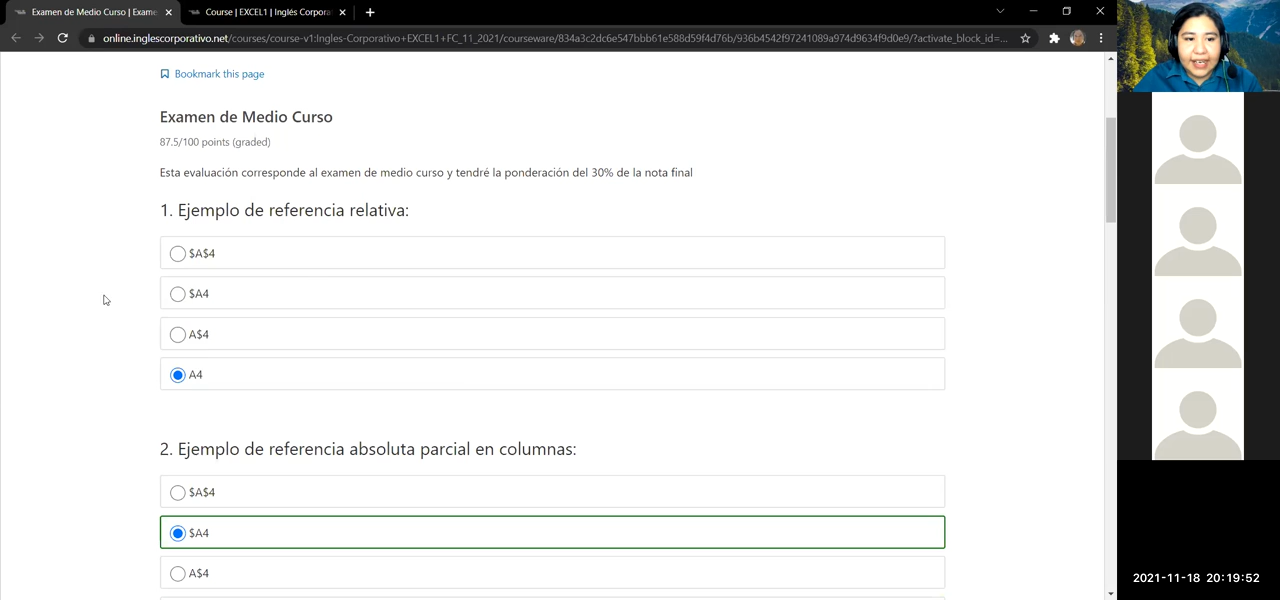 Examen de Medio Curso | Exame
Course | EXCEL1 | Inglés Corpora
online.inglescorporativo.net/courses/course-v1:Ingles-Corporativo+EXCEL1+FC_11_2021/courseware/834a3c2dc6e547bbb61e588d59f4d76b/936b4542f97241089a974d9634f9d0e9/?activate_block_id=...
Bookmark this page
Examen de Medio Curso
87.5/100 points (graded)
Esta evaluación corresponde al examen de medio curso y tendré la ponderación del 30% de la nota final
1. Ejemplo de referencia relativa:
$A$4
$A4
A$4
A4
2. Ejemplo de referencia absoluta parcial en columnas:
$A$4
$A4
A$4
2021-11-18 20:19:52